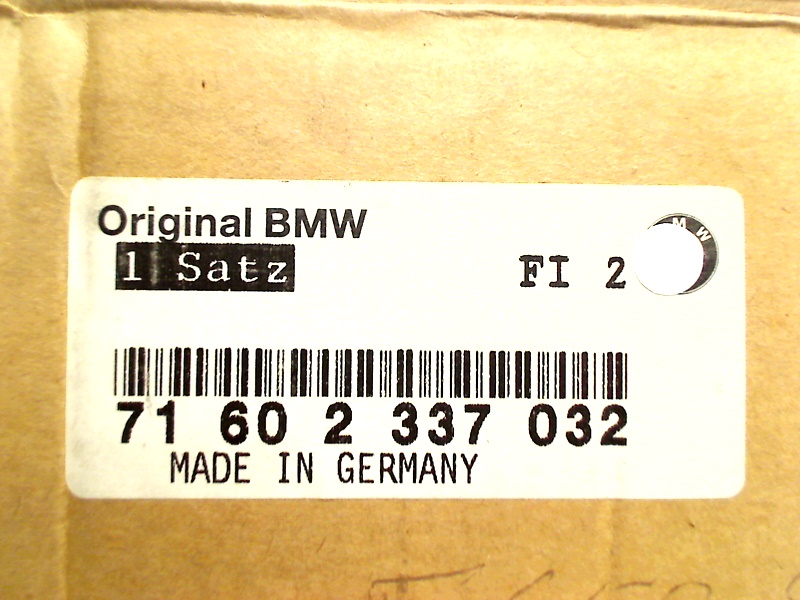 Original BMW
1 Satz FI 2
M W
71 60 2 337 032
MADE IN GERMANY